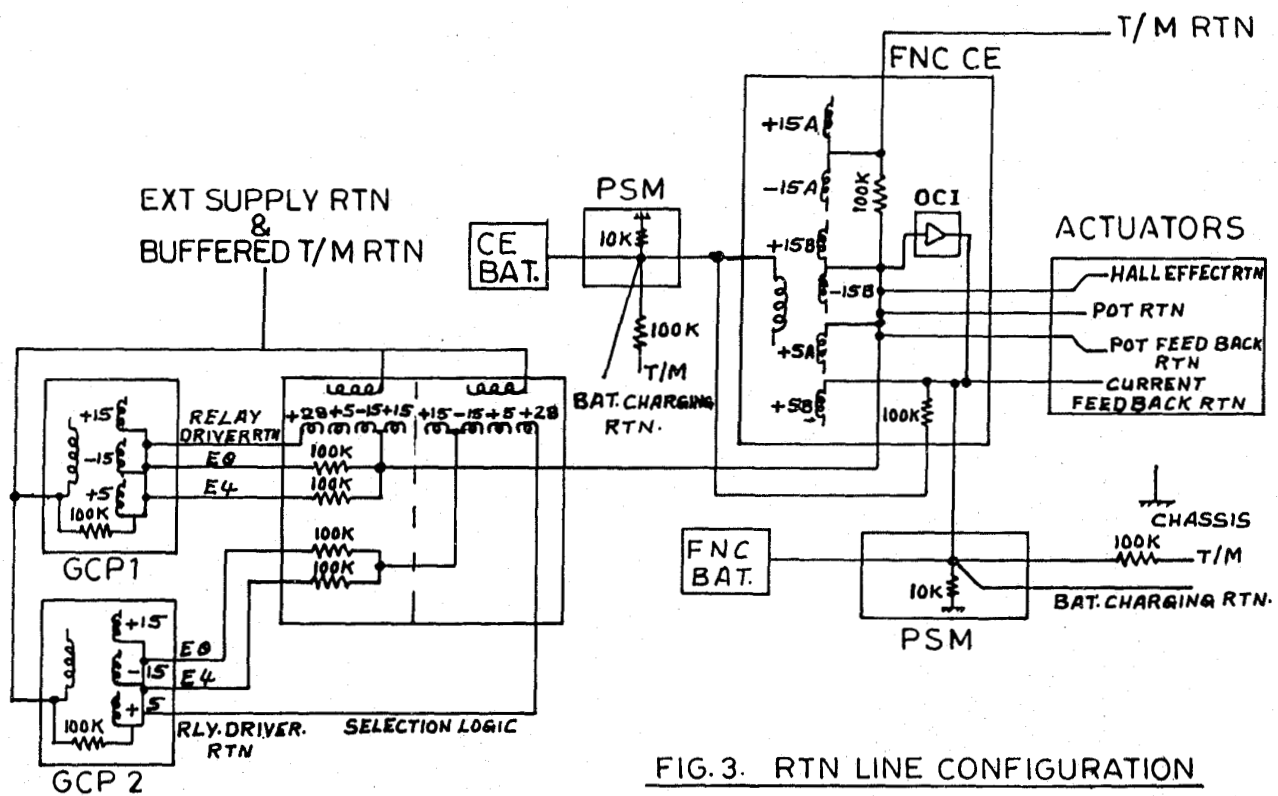 T/M RTN
FNC CE
+15A
-15A
100K
OCI
+15B
-15B
+5A
+5B
100K
ACTUATORS
HALL EFFECT RTN
POT RTN
POT FEED BACK
RTN
CURRENT
FEEDBACK RTN
PSM
10K
CE
BAT.
100K
T/M
BAT. CHARGING
RTN.
EXT SUPPLY RTN
&
BUFFERED T/M RTN
+15
-15
+5
100K
GCP1
RELAY
DRIVER RTN
E0
E4
+28 +5 -15 +15
+15 -15 +5 +28
100K
100K
100K
100K
+15
-15
+5
100K
GCP 2
E0
E4
RLY. DRIVER.
RTN
SELECTION LOGIC
CHASSIS
FNC
BAT.
100K
T/M
10K
BAT. CHARGING RTN.
PSM
FIG. 3. RTN LINE CONFIGURATION